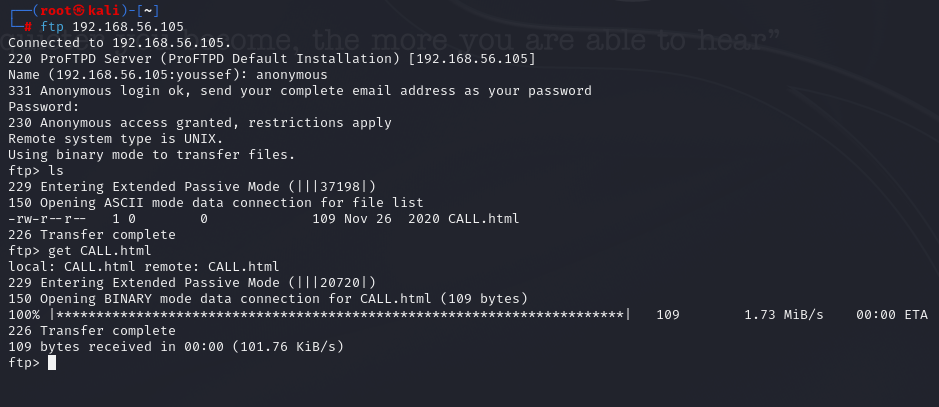 ┌──(root㉿kali)-[~]
└─# ftp 192.168.56.105
become, the more you are able to hear”
Connected to 192.168.56.105.
220 ProFTPD Server (ProFTPD Default Installation) [192.168.56.105]
Name (192.168.56.105:youssef): anonymous
331 Anonymous login ok, send your complete email address as your password
Password:
230 Anonymous access granted, restrictions apply
Remote system type is UNIX.
Using binary mode to transfer files.
ftp> ls
229 Entering Extended Passive Mode (|||37198|)
150 Opening ASCII mode data connection for file list
-rw-r--r--   1 0        0             109 Nov 26  2020 CALL.html
226 Transfer complete
ftp> get CALL.html
local: CALL.html remote: CALL.html
229 Entering Extended Passive Mode (|||20720|)
150 Opening BINARY mode data connection for CALL.html (109 bytes)
100% |***********************************************************************|   109        1.73 MiB/s    00:00 ETA
226 Transfer complete
109 bytes received in 00:00 (101.76 KiB/s)
ftp>